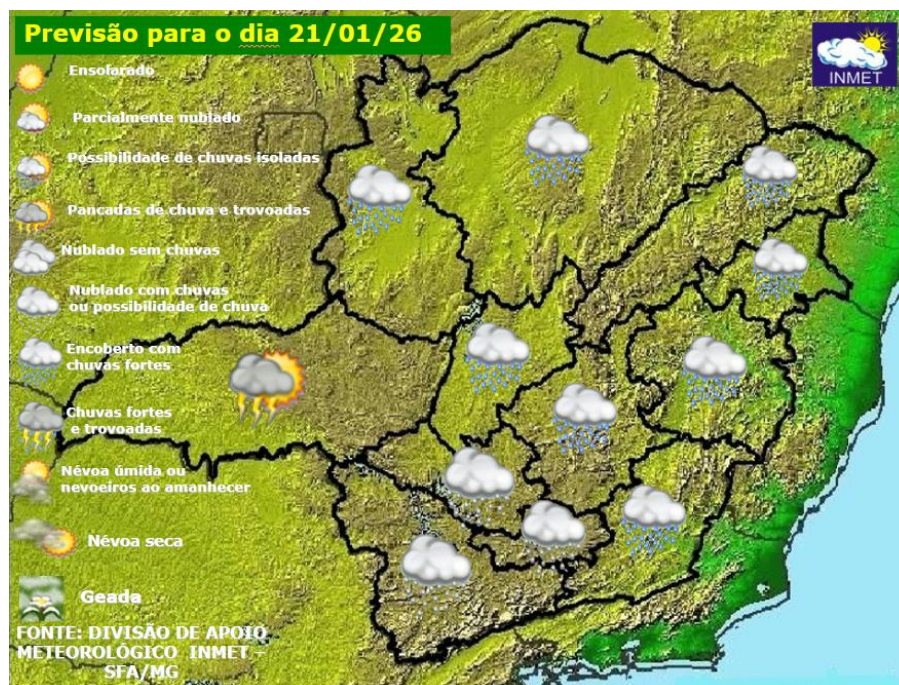 Previsão para o dia 21/01/26
INMET
Ensolarado
Parcialmente nublado
Possibilidade de chuvas isoladas
Pancadas de chuva e trovoadas
Nublado sem chuvas
Nublado com chuvas
ou possibilidade de chuva
Encoberto com
chuvas fortes
Chuvas fortes
e trovoadas
Névoa úmida ou
nevoeiros ao amanhecer
Névoa seca
Geada
FONTE: DIVISÃO DE APOIO
METEOROLÓGICO INMET –
SFA/MG